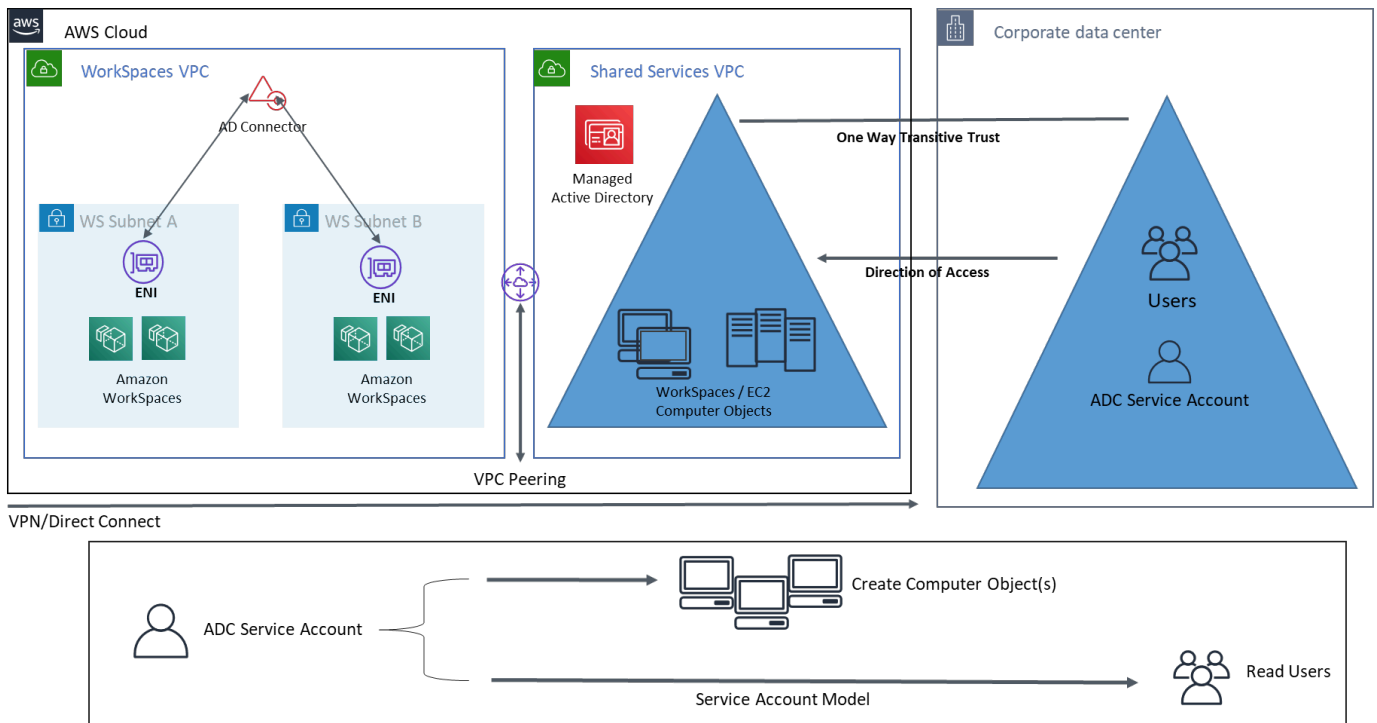 aws
AWS Cloud
WorkSpaces VPC
AD Connector
WS Subnet A
ENI
Amazon
WorkSpaces
WS Subnet B
ENI
Amazon
WorkSpaces
Shared Services VPC
Managed
Active Directory
WorkSpaces / EC2
Computer Objects
VPC Peering
Corporate data center
One Way Transitive Trust
Direction of Access
Users
ADC Service Account
VPN/Direct Connect
ADC Service Account
Create Computer Object(s)
Read Users
Service Account Model